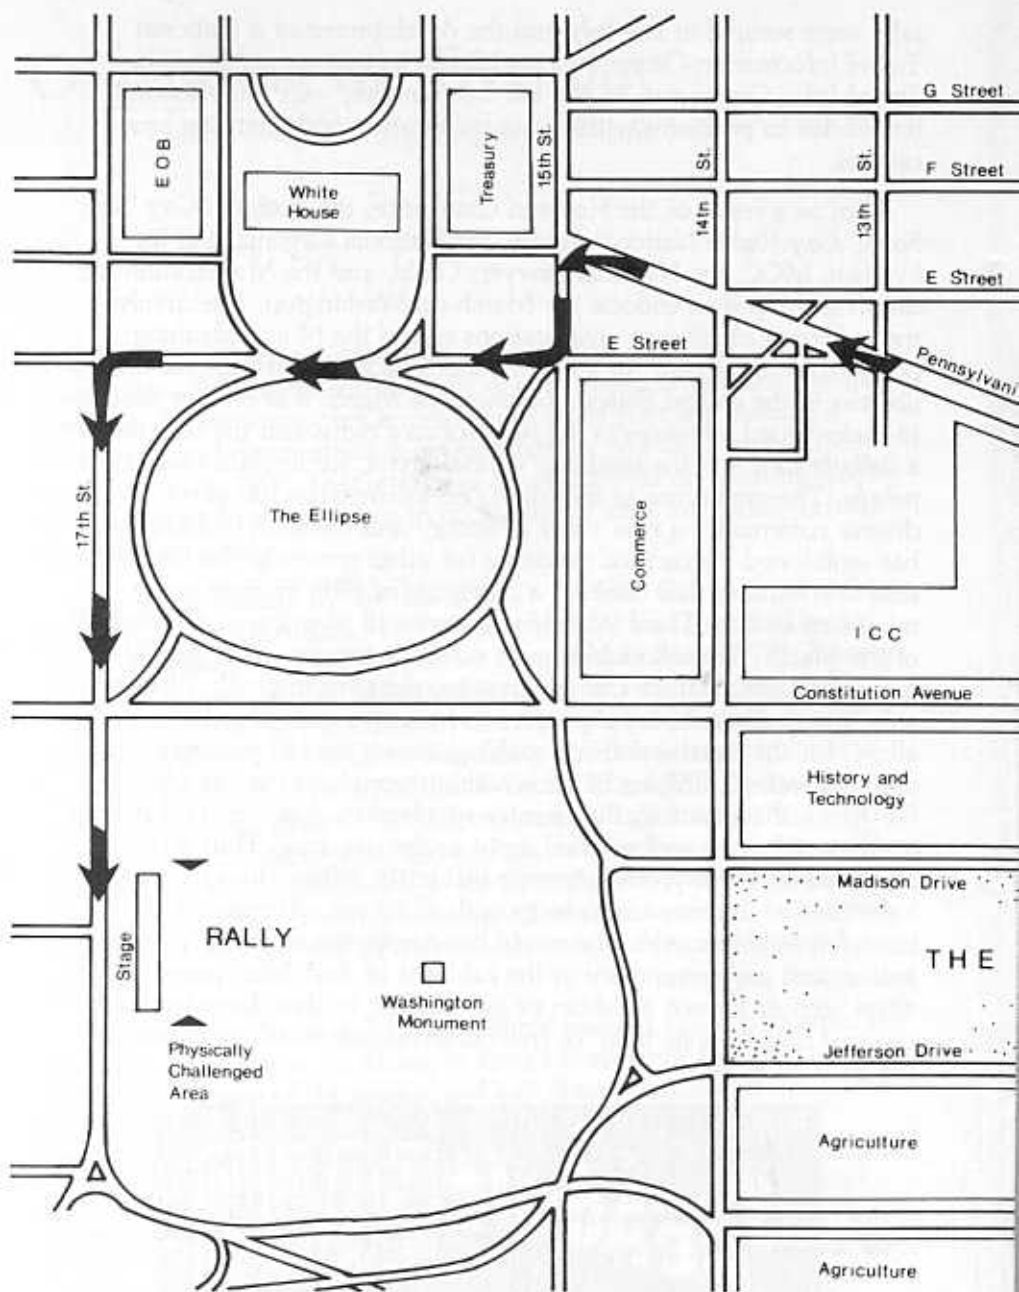 G Street
F Street
E Street
EOB
White
House
Treasury
15th St.
14tn St.
13th St.
E Street
Pennsylvani
17th St.
The Ellipse
Commerce
ICC
Constitution Avenue
History and
Technology
Madison Drive
THE
Jefferson Drive
Stage
RALLY
Washington
Monument
Physically
Challenged
Area
Agriculture
Agriculture